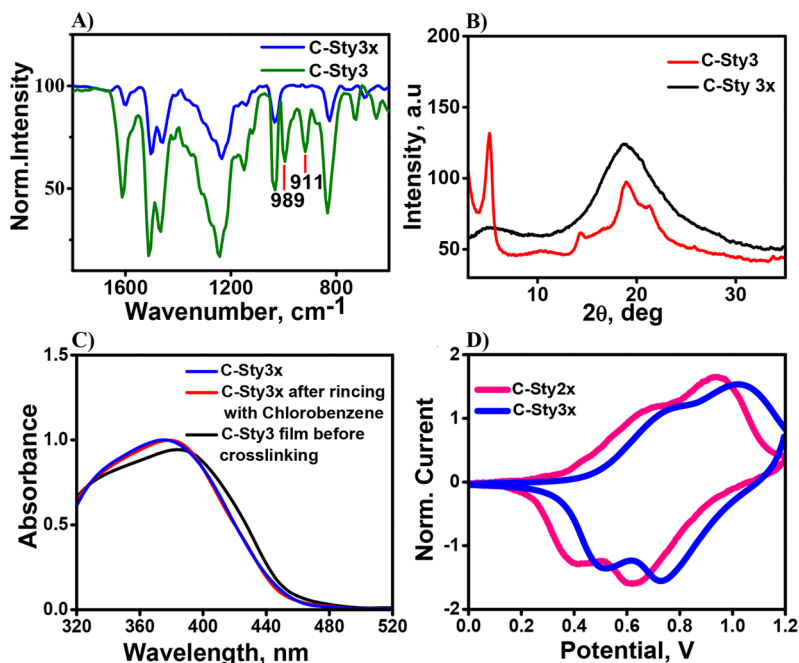 A)
C-Sty3x
C-Sty3
100
50
Norm.Intensity
989
911
1600
1200
800
Wavenumber, cm-1
B)
200
150
100
50
Intensity, a.u
C-Sty3
C-Sty 3x
10
20
30
2θ, deg
C)
C-Sty3x
C-Sty3x after rincing
with Chlorobenzene
C-Sty3 film before
crosslinking
1.5
1.0
0.5
0.0
Absorbance
320
360
400
440
480
520
Wavelength, nm
D)
C-Sty2x
C-Sty3x
2
1
0
-1
-2
Norm. Current
0.0
0.2
0.4
0.6
0.8
1.0
1.2
Potential, V